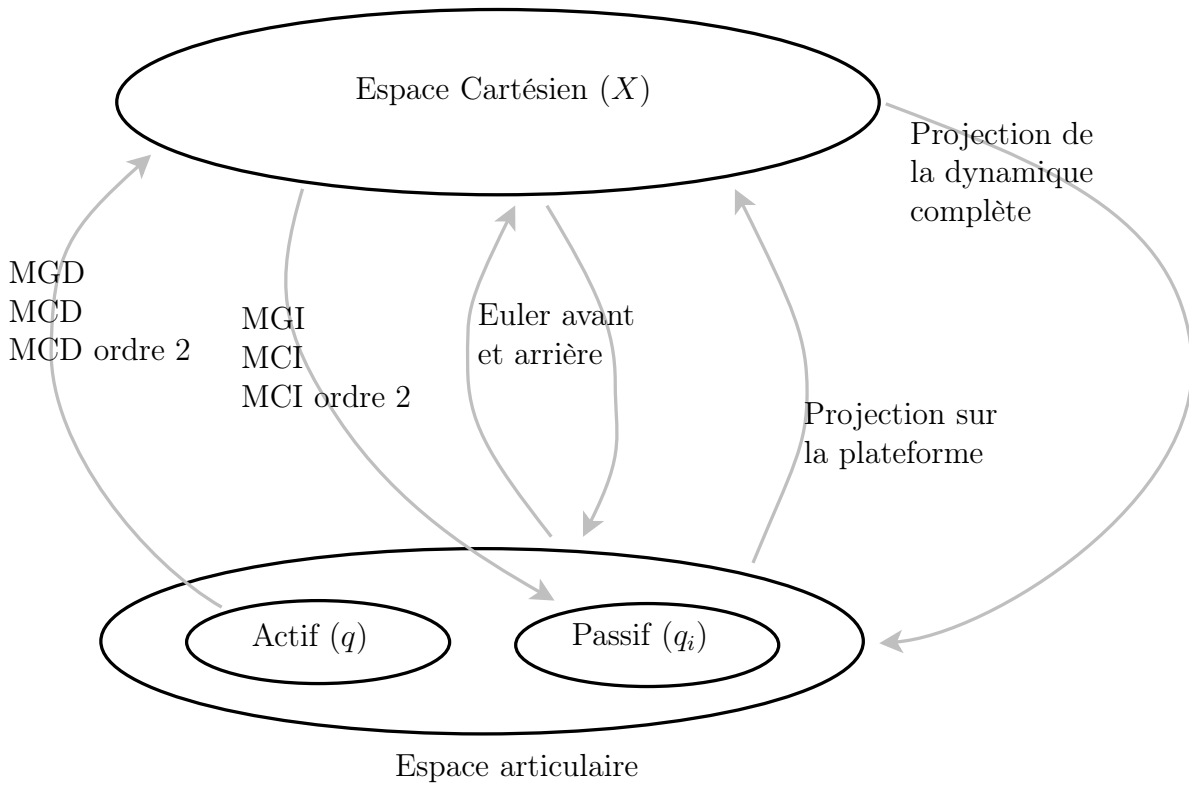 Espace Cartésien (X)
Projection de
la dynamique
complète
MGD
MCD
MCD ordre 2
MGI
MCI
MCI ordre 2
Euler avant
et arrière
Projection sur
la plateforme
Actif (q)
Passif (qᵢ)
Espace articulaire